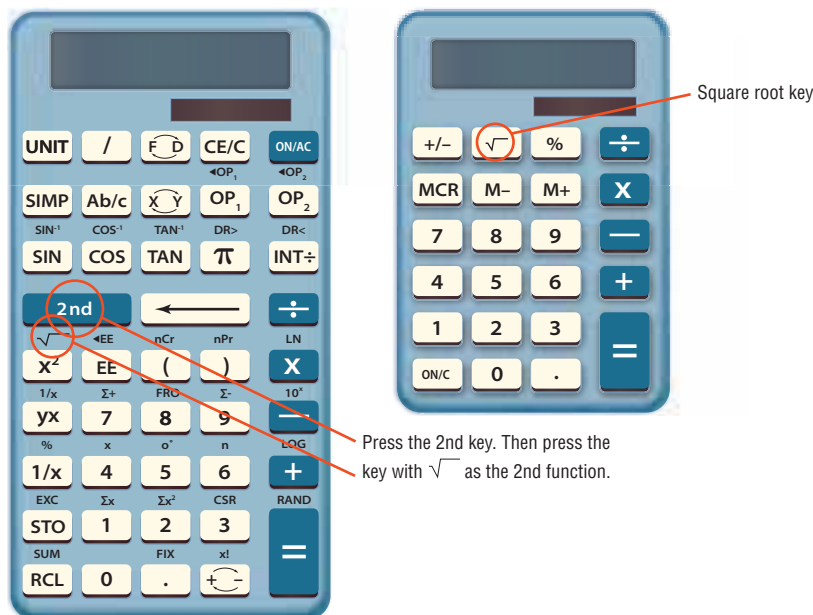 UNIT / F D CE/C ON/AC
◄OP₁ ◄OP₂
SIMP Ab/c X Y OP₁ OP₂
SIN⁻¹ COS⁻¹ TAN⁻¹ DR> DR<
SIN COS TAN π INT÷
2nd ← ÷
√ ◄EE nCr nPr LN
x² EE ( ) X
1/x Σ+ FRO Σ- 10ˣ
yx 7 8 9 —
% x σⁿ n LOG
1/x 4 5 6 +
EXC Σx Σx² CSR RAND
STO 1 2 3 =
SUM FIX x!
RCL 0 . + −
+/− √ % ÷
MCR M− M+ X
7 8 9 —
4 5 6 +
1 2 3 =
ON/C 0 .
Square root key
Press the 2nd key. Then press the
key with √ as the 2nd function.